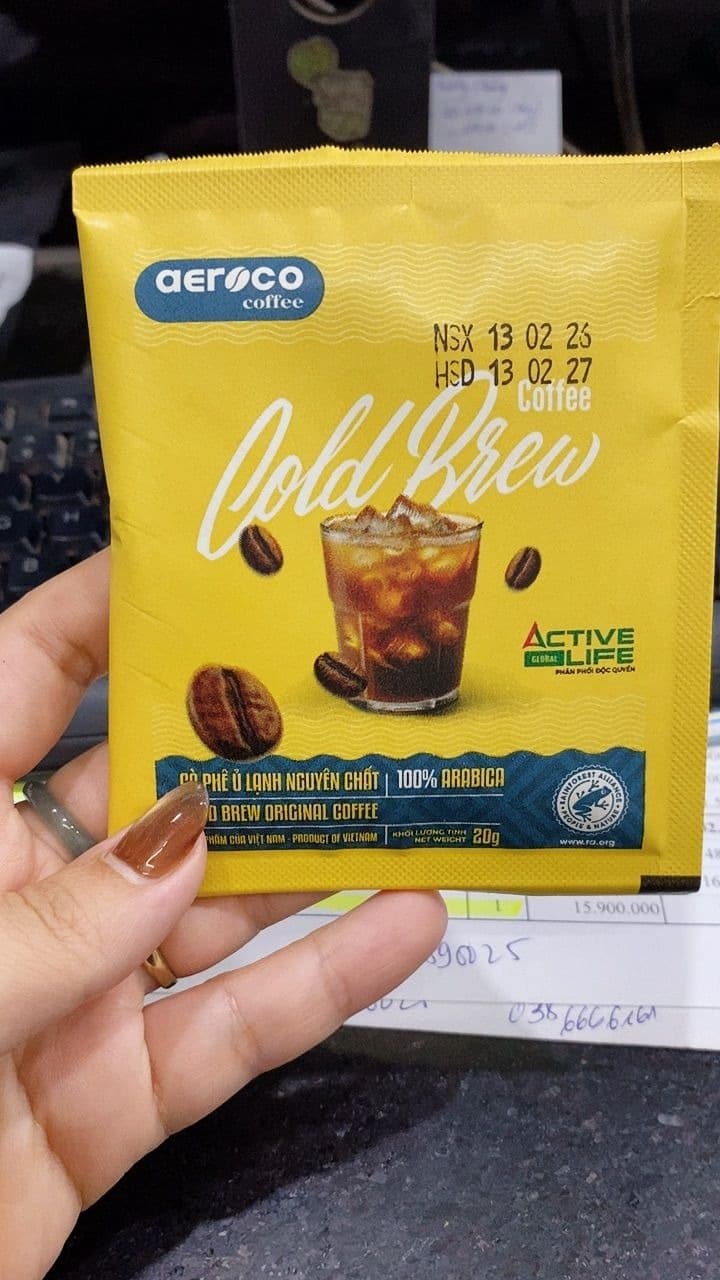 aeroco
coffee
NSX 13 02 26
HSD 13 02 27
Coffee
Cold Brew
ACTIVE
GLOBAL LIFE
PHÂN PHỐI ĐỘC QUYỀN
PHÊ Ủ LẠNH NGUYÊN CHẤT | 100% ARABICA
BREW ORIGINAL COFFEE
PHẨM CỦA VIỆT NAM - PRODUCT OF VIETNAM
KHỐI LƯỢNG TỊNH
NET WEIGHT 20g
RAINFOREST ALLIANCE
PEOPLE & NATURE
www.ra.org
1 15.900.000